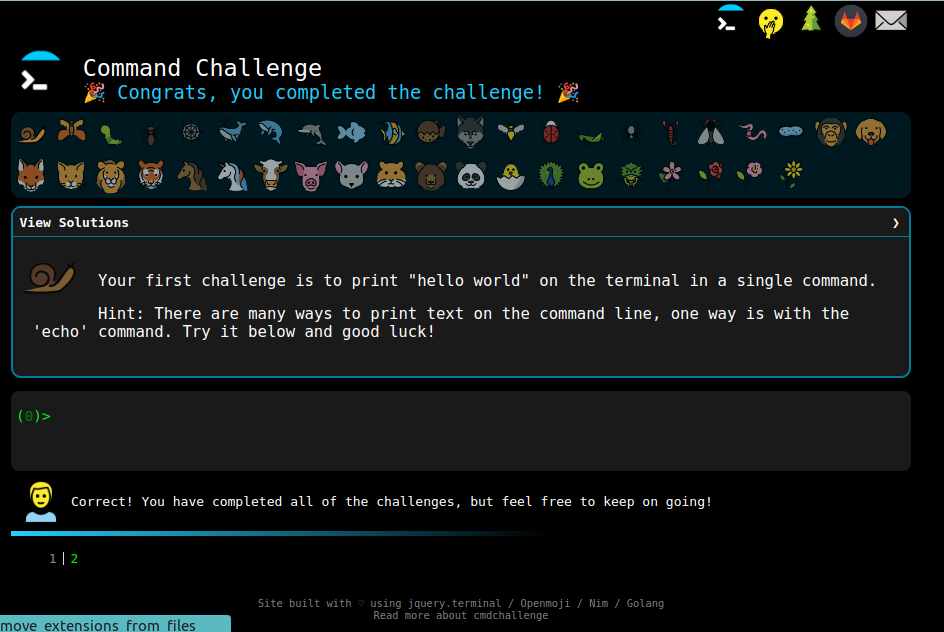 Command Challenge
🎉 Congrats, you completed the challenge! 🎉
View Solutions ❯
Your first challenge is to print "hello world" on the terminal in a single command.
Hint: There are many ways to print text on the command line, one way is with the
'echo' command. Try it below and good luck!
(0)>
Correct! You have completed all of the challenges, but feel free to keep on going!
1 | 2
Site built with ♡ using jquery.terminal / Openmoji / Nim / Golang
Read more about cmdchallenge
move extensions from files